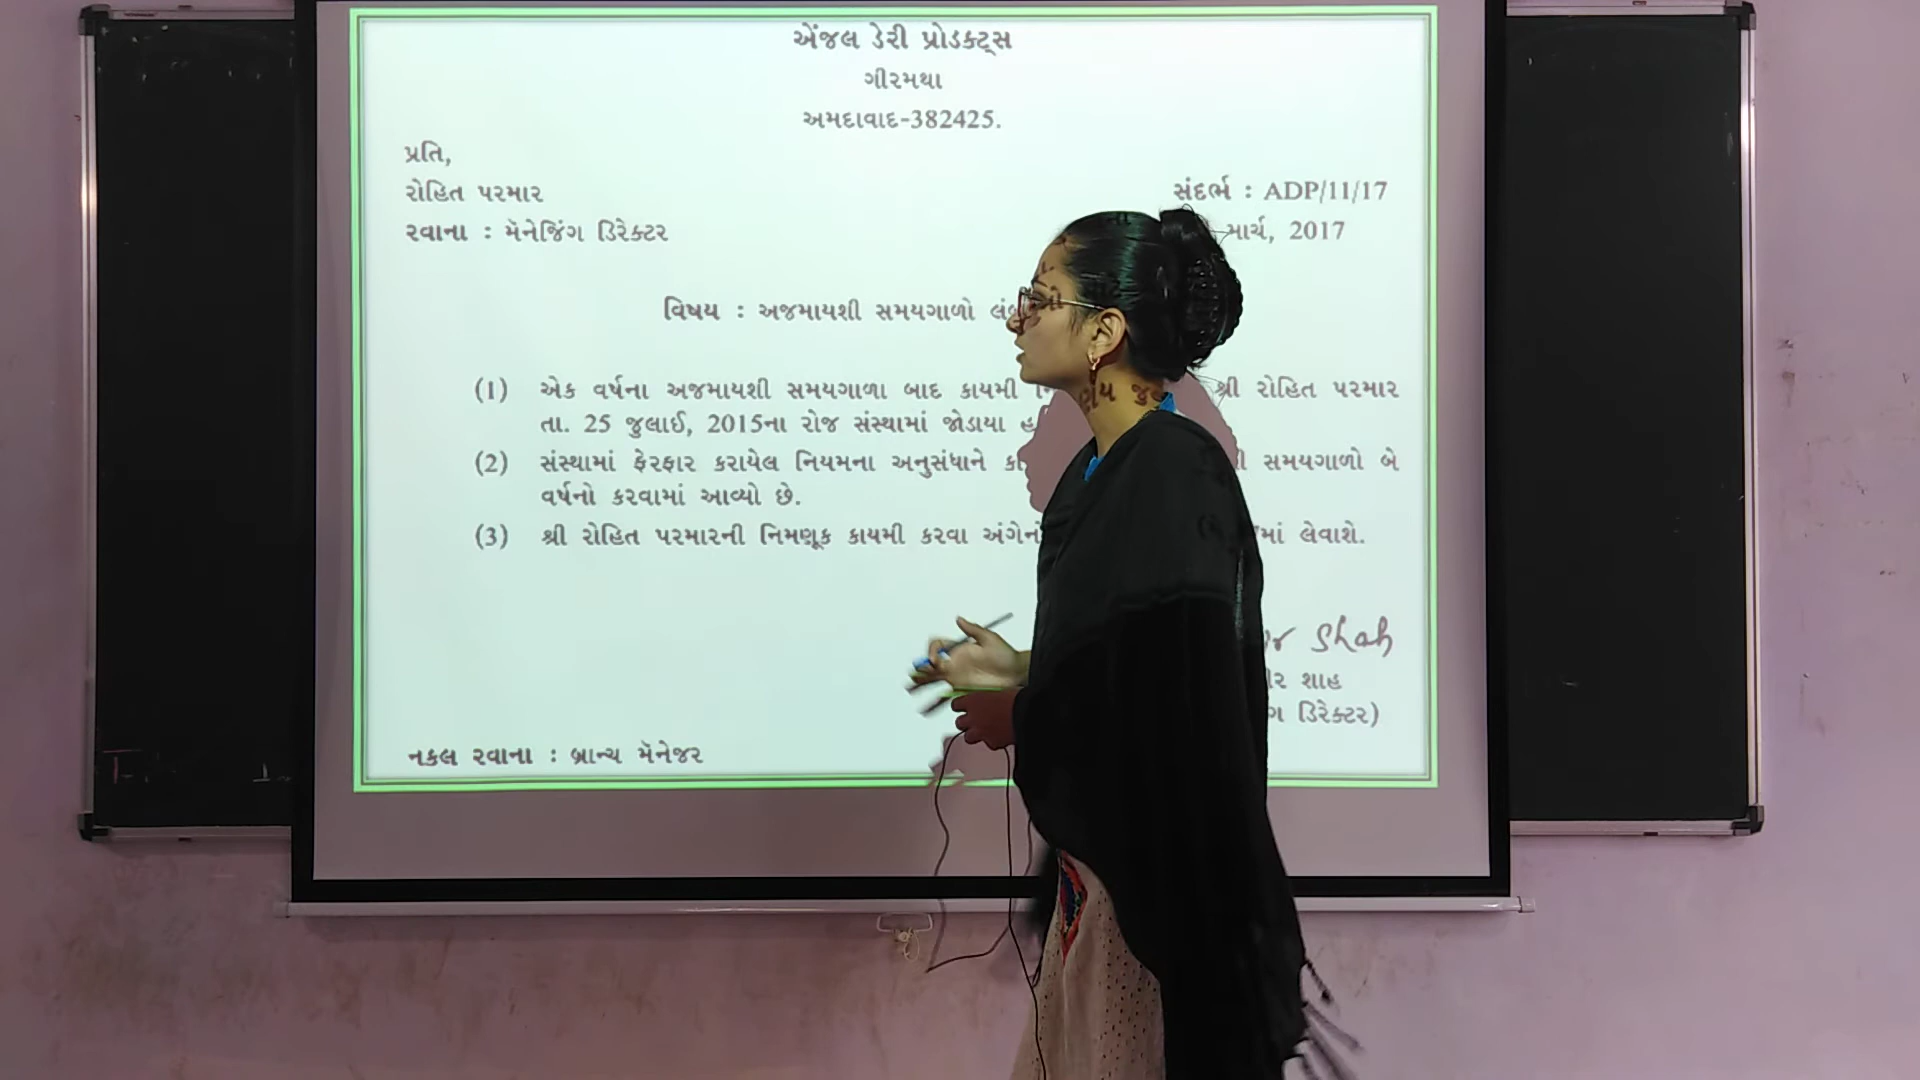 એંજલ ડેરી પ્રોડક્ટ્સ
ગીરમથા
અમદાવાદ-382425.
પ્રતિ,
રોહિત પરમાર
સંદર્ભ : ADP/11/17
રવાના : મૅનેજિંગ ડિરેક્ટર
માર્ચ, 2017
વિષય : અજમાયશી સમયગાળો
(1) એક વર્ષના અજમાયશી સમયગાળા બાદ કાયમી શ્રી રોહિત પરમાર
તા. 25 જુલાઈ, 2015ના રોજ સંસ્થામાં જોડાયા
(2) સંસ્થામાં ફેરફાર કરાયેલ નિયમના અનુસંધાને સમયગાળો બે
વર્ષનો કરવામાં આવ્યો છે.
(3) શ્રી રોહિત પરમારની નિમણૂક કાયમી કરવા લેવાશે.
Shah
શાહ
ડિરેક્ટર)
નકલ રવાના : બ્રાન્ચ મૅનેજર